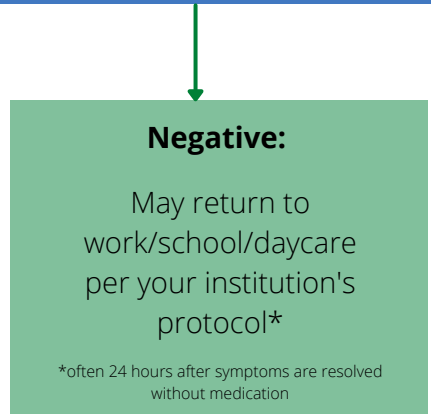 Negative:
May return to
work/school/daycare
per your institution's
protocol*
*often 24 hours after symptoms are resolved
without medication